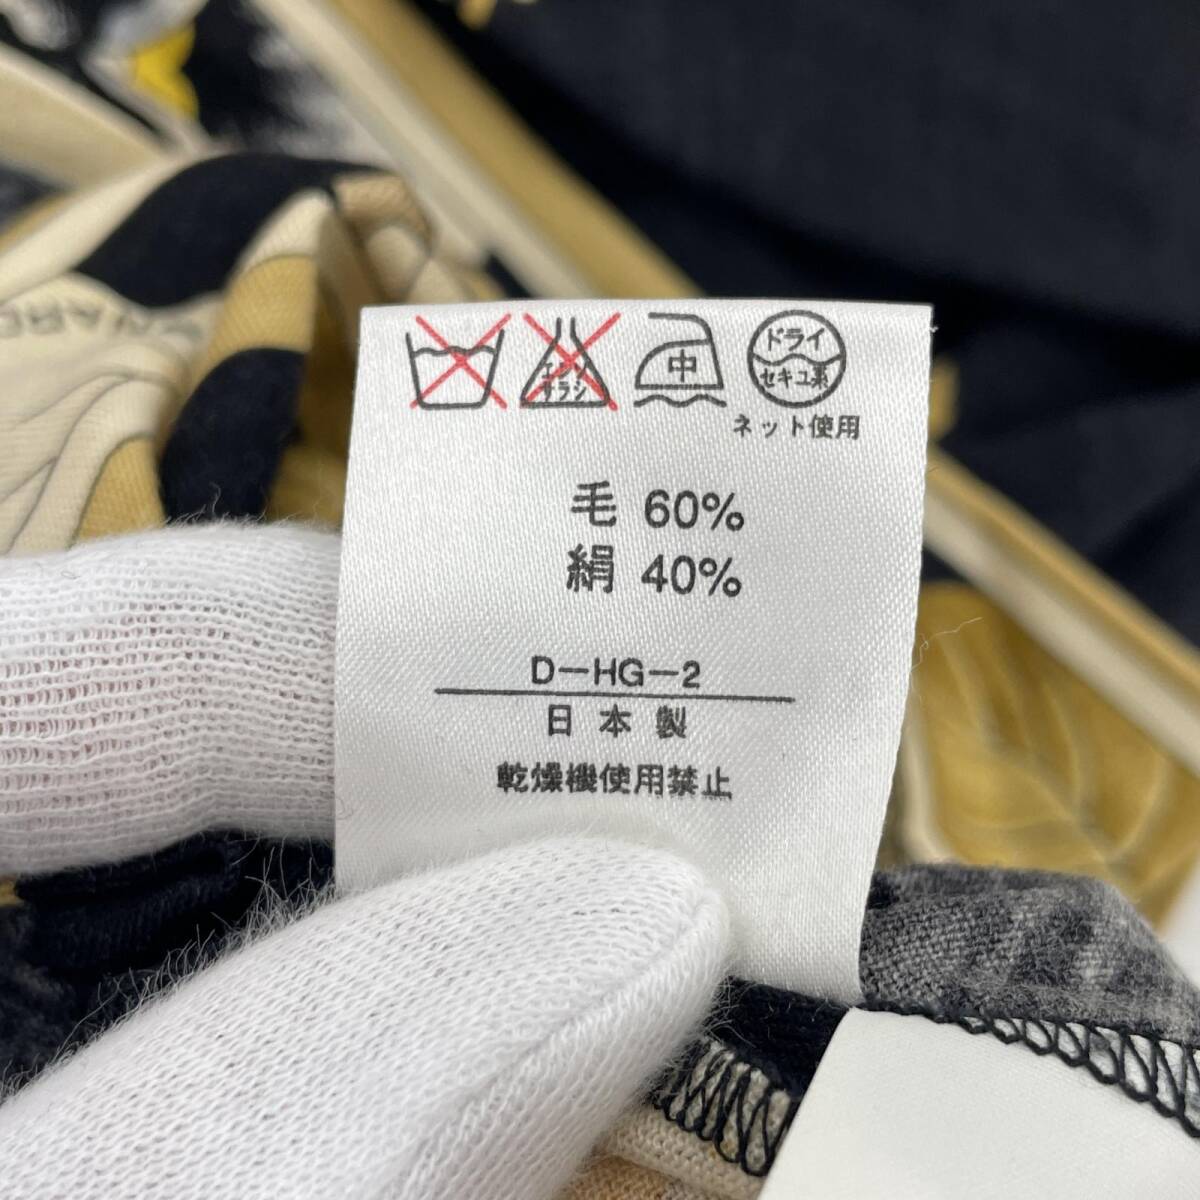 エンソ
サラシ
中
ドライ
セキユ系
ネット使用
毛 60%
絹 40%
D-HG-2
日本製
乾燥機使用禁止